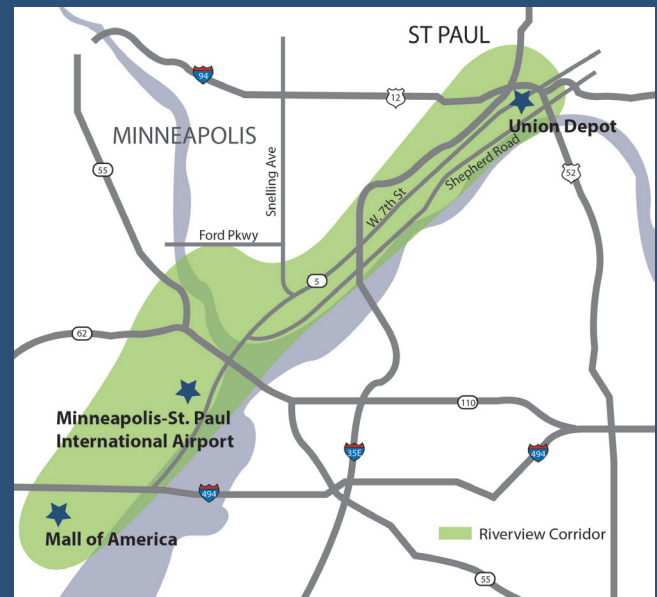 ST PAUL
94
12
MINNEAPOLIS
Union Depot
55
Snelling Ave
W. 7th St
Shepherd Road
52
Ford Pkwy
5
62
Minneapolis-St. Paul
International Airport
110
35E
494
494
Mall of America
Riverview Corridor
55